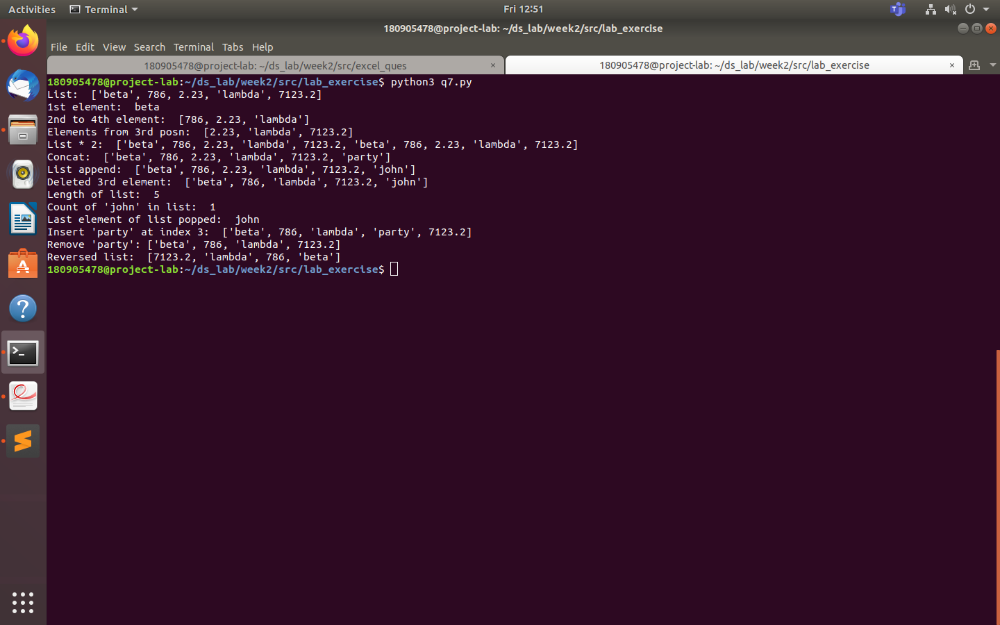 Activities Terminal Fri 12:51
180905478@project-lab: ~/ds_lab/week2/src/lab_exercise
File Edit View Search Terminal Tabs Help
180905478@project-lab: ~/ds_lab/week2/src/excel_ques × 180905478@project-lab: ~/ds_lab/week2/src/lab_exercise ×
180905478@project-lab:~/ds_lab/week2/src/lab_exercise$ python3 q7.py
List:  ['beta', 786, 2.23, 'lambda', 7123.2]
1st element:  beta
2nd to 4th element:  [786, 2.23, 'lambda']
Elements from 3rd posn:  [2.23, 'lambda', 7123.2]
List * 2:  ['beta', 786, 2.23, 'lambda', 7123.2, 'beta', 786, 2.23, 'lambda', 7123.2]
Concat:  ['beta', 786, 2.23, 'lambda', 7123.2, 'party']
List append:  ['beta', 786, 2.23, 'lambda', 7123.2, 'john']
Deleted 3rd element:  ['beta', 786, 'lambda', 7123.2, 'john']
Length of list:  5
Count of 'john' in list:  1
Last element of list popped:  john
Insert 'party' at index 3:  ['beta', 786, 'lambda', 'party', 7123.2]
Remove 'party': ['beta', 786, 'lambda', 7123.2]
Reversed list:  [7123.2, 'lambda', 786, 'beta']
180905478@project-lab:~/ds_lab/week2/src/lab_exercise$